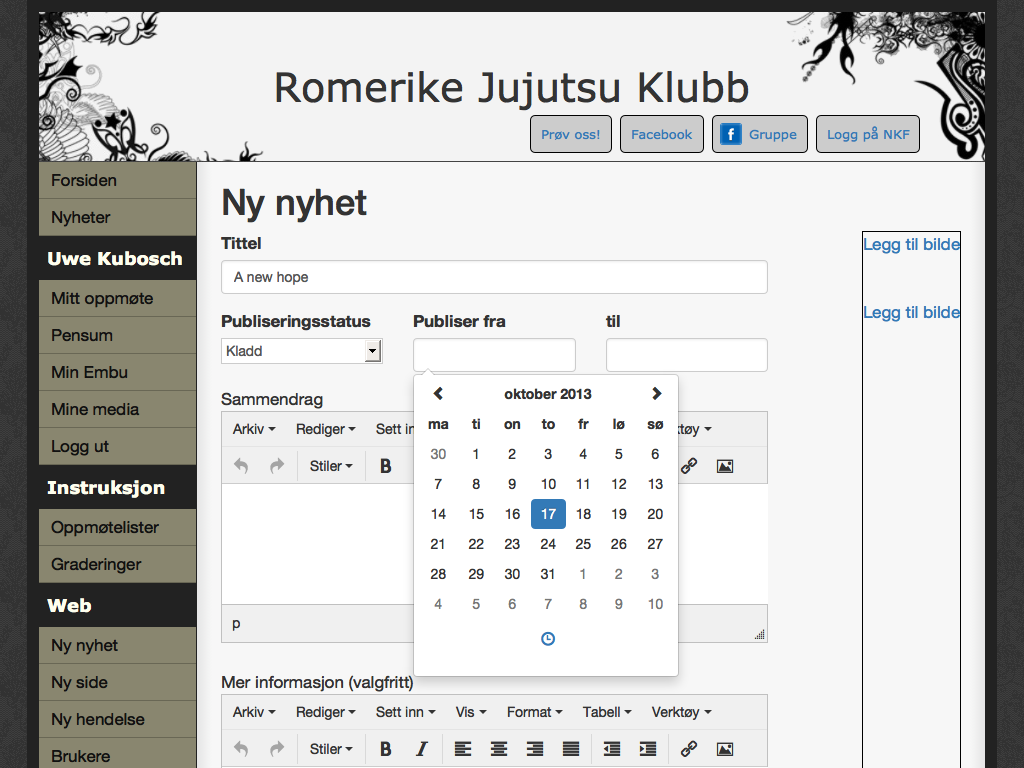 Romerike Jujutsu Klubb
Prøv oss! Facebook f Gruppe Logg på NKF
Forsiden
Nyheter
Uwe Kubosch
Mitt oppmøte
Pensum
Min Embu
Mine media
Logg ut
Instruksjon
Oppmøtelister
Graderinger
Web
Ny nyhet
Ny side
Ny hendelse
Brukere
Ny nyhet
Tittel
A new hope
Publiseringsstatus Publiser fra til
Kladd
oktober 2013
ma ti on to fr lø sø
30 1 2 3 4 5 6
7 8 9 10 11 12 13
14 15 16 17 18 19 20
21 22 23 24 25 26 27
28 29 30 31 1 2 3
4 5 6 7 8 9 10
Sammendrag
Arkiv Rediger Sett in
Stiler B
p
Mer informasjon (valgfritt)
Arkiv Rediger Sett inn Vis Format Tabell Verktøy
Stiler B I
Legg til bilde
Legg til bilde